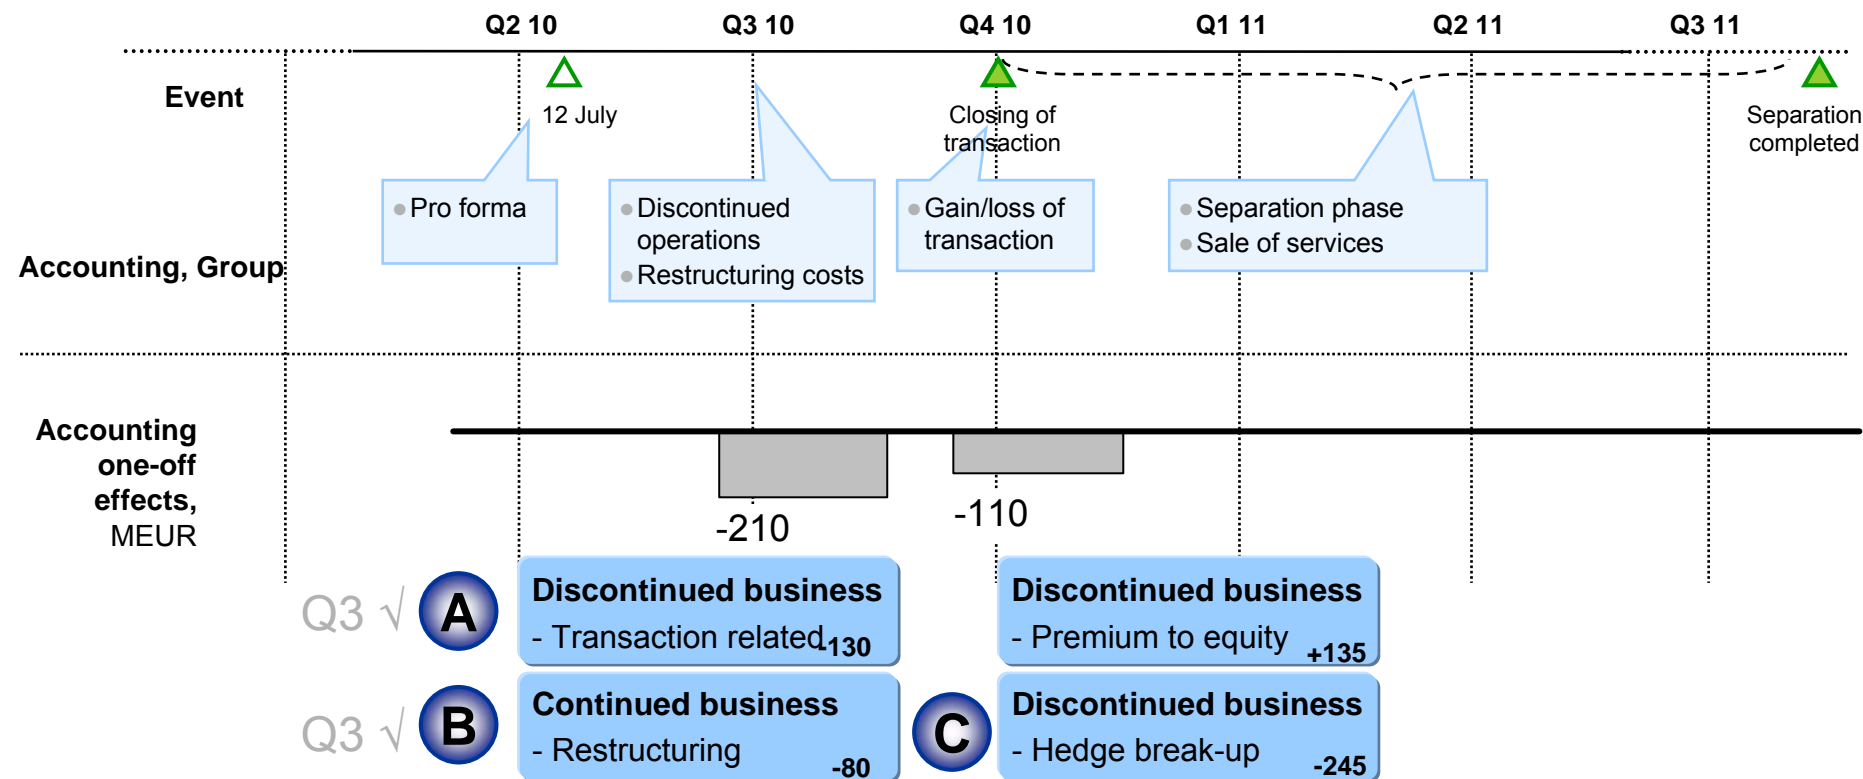 Q2 10 Q3 10 Q4 10 Q1 11 Q2 11 Q3 11
Event
12 July
Closing of
transaction
Separation
completed
Accounting, Group
Pro forma
Discontinued
operations
Restructuring costs
Gain/loss of
transaction
Separation phase
Sale of services
Accounting
one-off
effects,
MEUR
-210
-110
Q3 √ A
Discontinued business
- Transaction related -130
Discontinued business
- Premium to equity +135
Q3 √ B
Continued business
- Restructuring -80
C
Discontinued business
- Hedge break-up -245